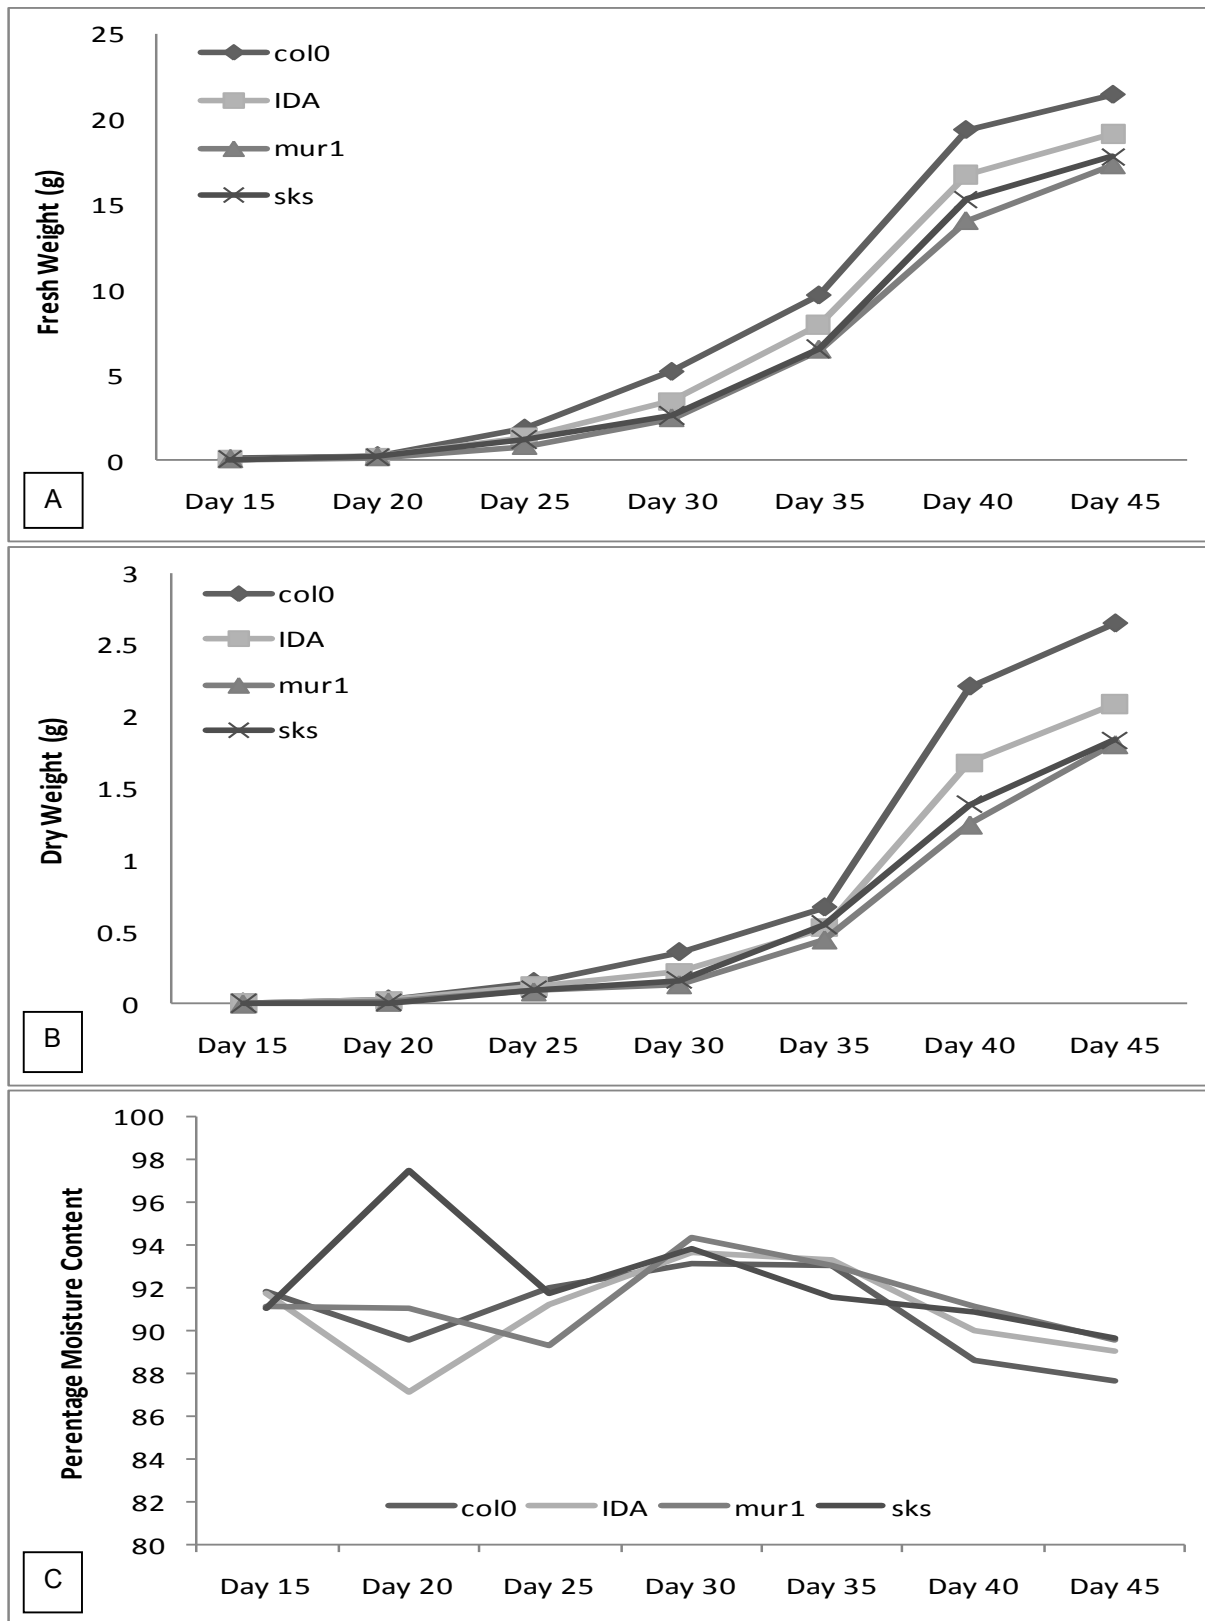 25
20
15
10
5
0
Fresh Weight (g)
col0
IDA
mur1
sks
Day 15 Day 20 Day 25 Day 30 Day 35 Day 40 Day 45
A
3
2.5
2
1.5
1
0.5
0
Dry Weight (g)
col0
IDA
mur1
sks
Day 15 Day 20 Day 25 Day 30 Day 35 Day 40 Day 45
B
100
98
96
94
92
90
88
86
84
82
80
Perentage Moisture Content
col0 IDA mur1 sks
Day 15 Day 20 Day 25 Day 30 Day 35 Day 40 Day 45
C